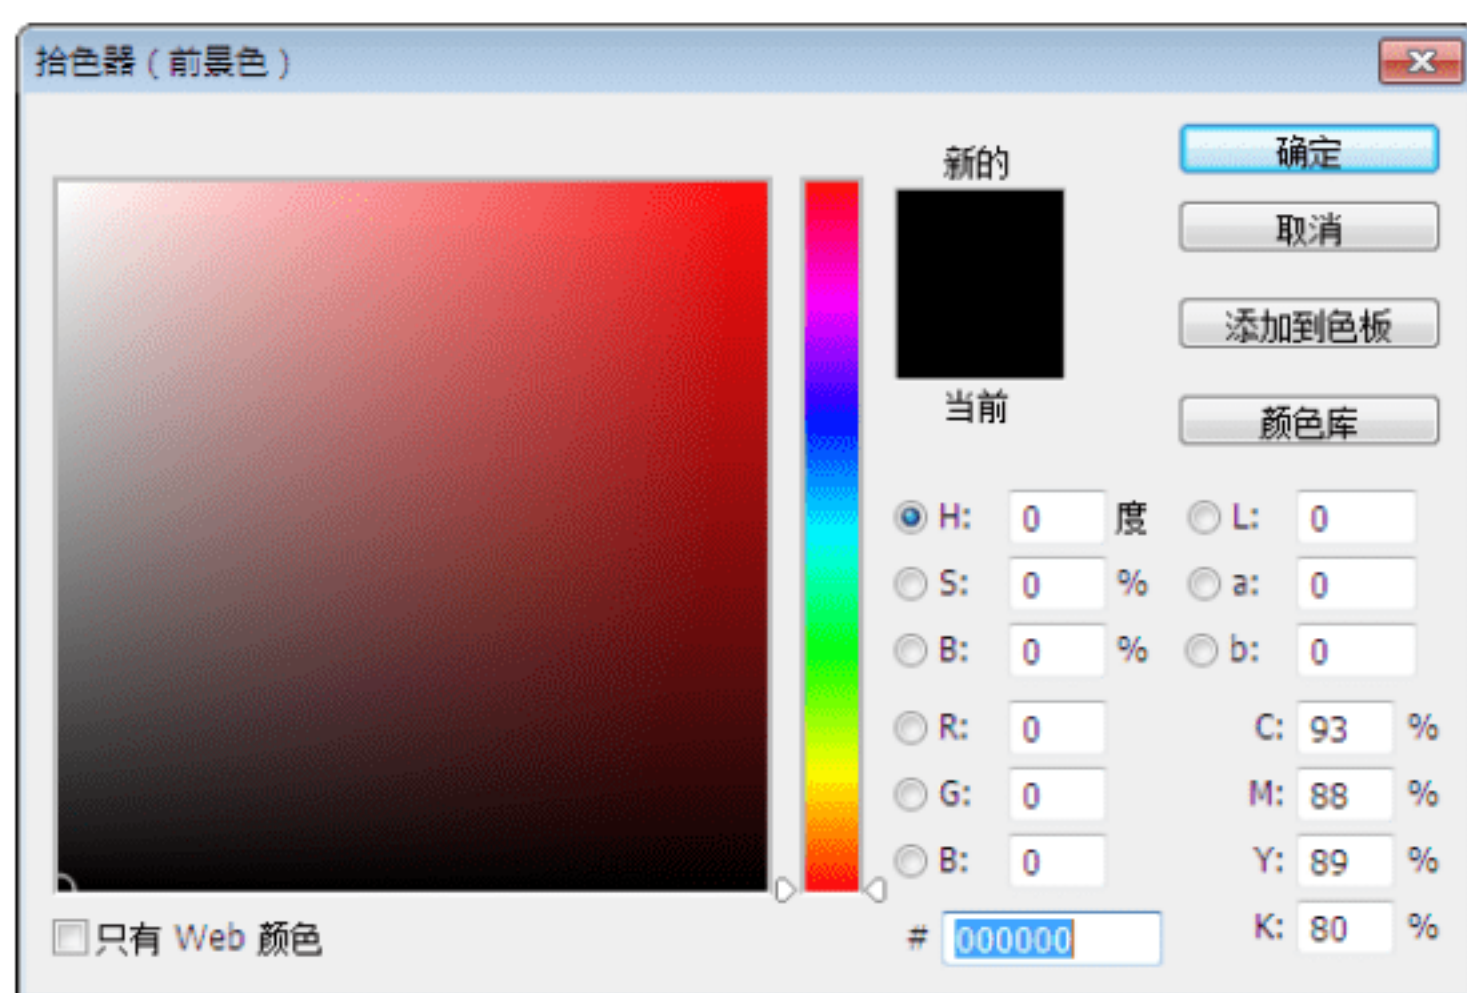 拾色器（前景色）
新的
当前
确定
取消
添加到色板
颜色库
H: 0 度
S: 0 %
B: 0 %
R: 0
G: 0
B: 0
# 000000
L: 0
a: 0
b: 0
C: 93 %
M: 88 %
Y: 89 %
K: 80 %
只有 Web 颜色